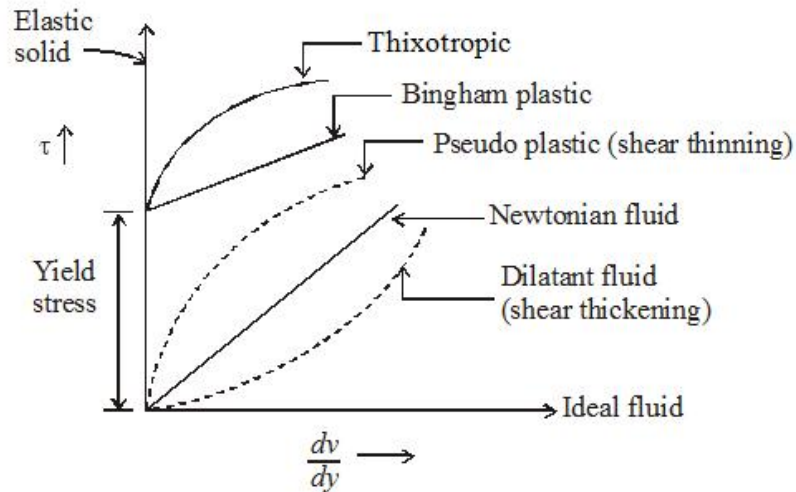 Elastic
solid
Thixotropic
Bingham plastic
τ
Pseudo plastic (shear thinning)
Newtonian fluid
Yield
stress
Dilatant fluid
(shear thickening)
Ideal fluid
dv
dy